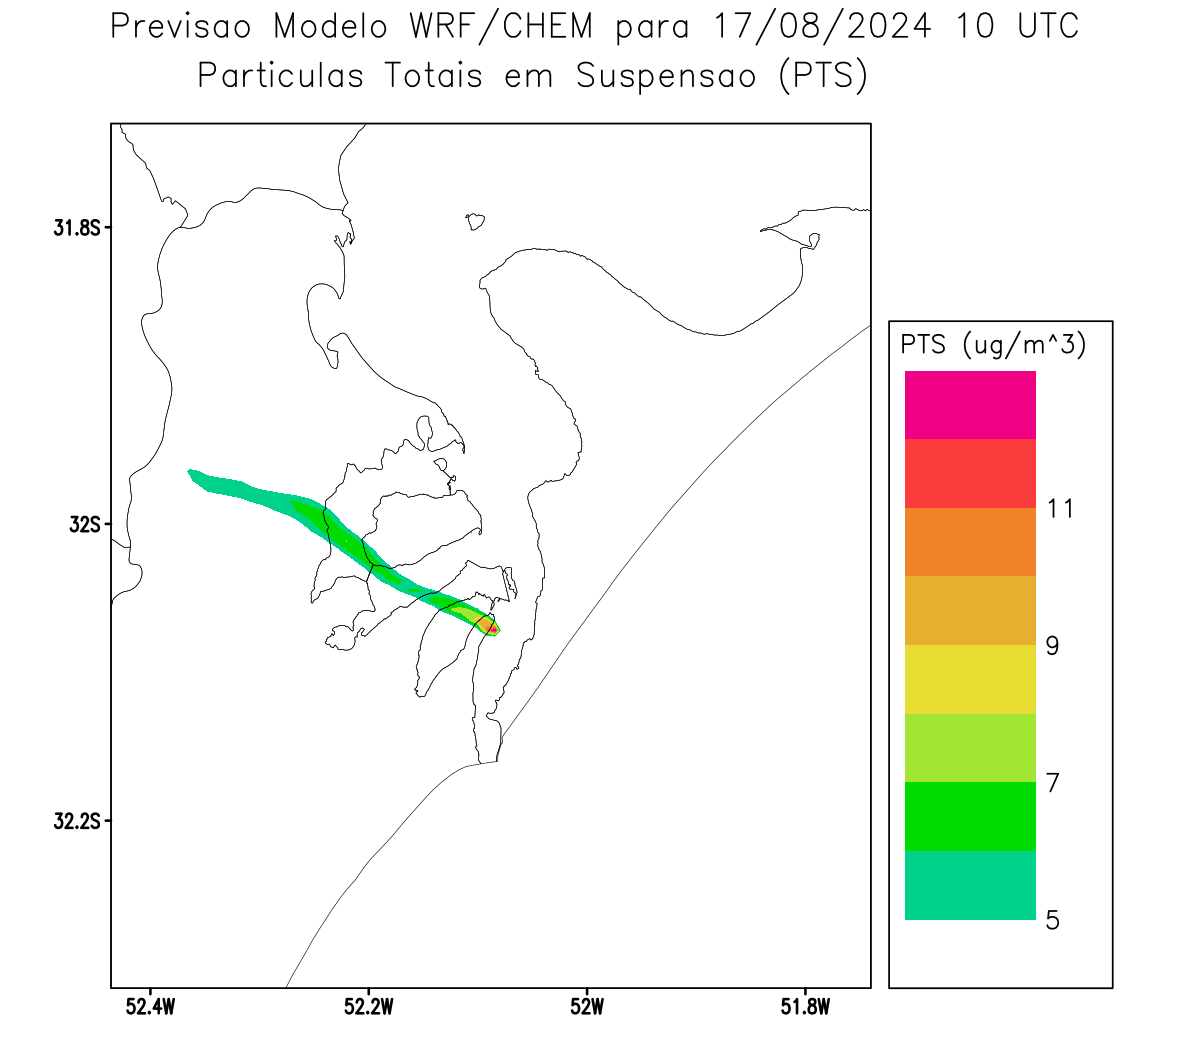 Previsao Modelo WRF/CHEM para 17/08/2024 10 UTC
Particulas Totais em Suspensao (PTS)
31.8S
32S
32.2S
52.4W
52.2W
52W
51.8W
PTS (ug/m^3)
11
9
7
5